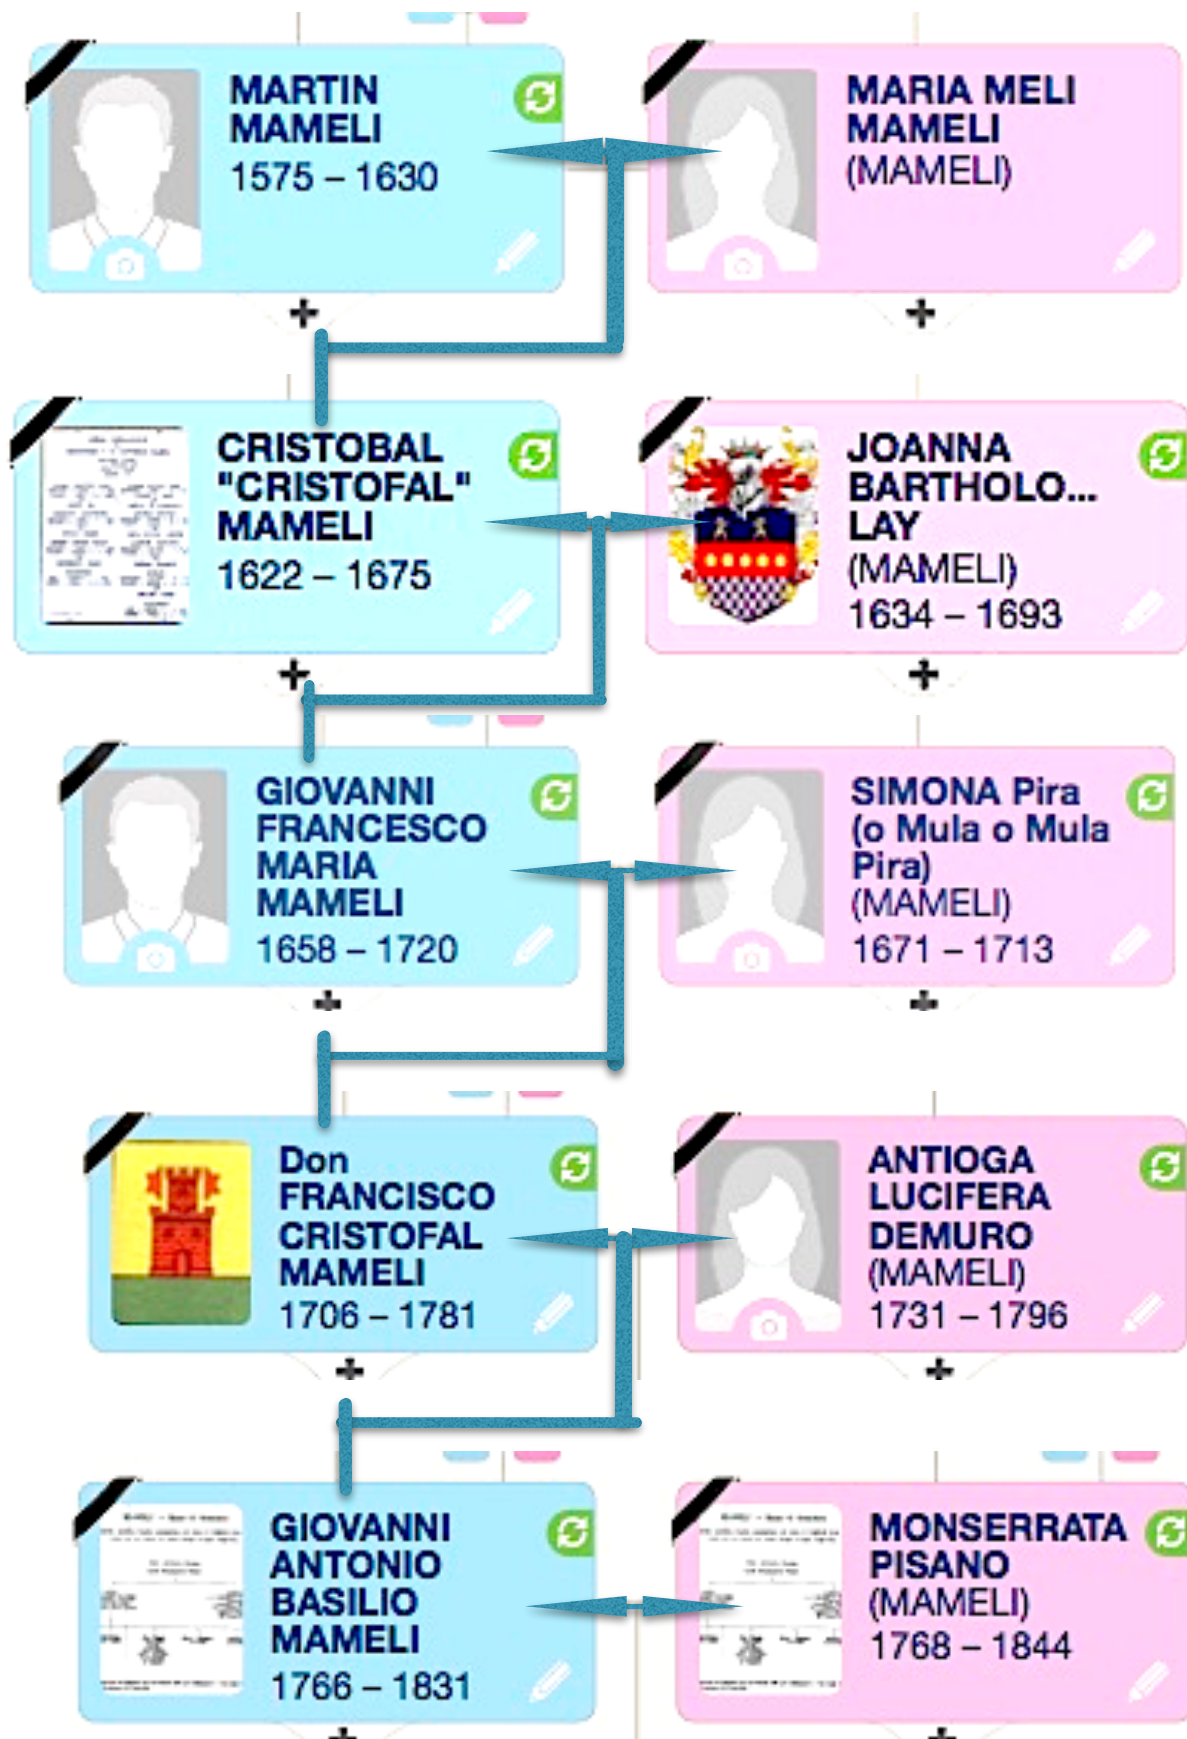 MARTIN
MAMELI
1575 – 1630
MARIA MELI
MAMELI
(MAMELI)
CRISTOBAL
"CRISTOFAL"
MAMELI
1622 – 1675
JOANNA
BARTHOLO...
LAY
(MAMELI)
1634 – 1693
GIOVANNI
FRANCESCO
MARIA
MAMELI
1658 – 1720
SIMONA Pira
(o Mula o Mula
Pira)
(MAMELI)
1671 – 1713
Don
FRANCISCO
CRISTOFAL
MAMELI
1706 – 1781
ANTIOGA
LUCIFERA
DEMURO
(MAMELI)
1731 – 1796
GIOVANNI
ANTONIO
BASILIO
MAMELI
1766 – 1831
MONSERRATA
PISANO
(MAMELI)
1768 – 1844